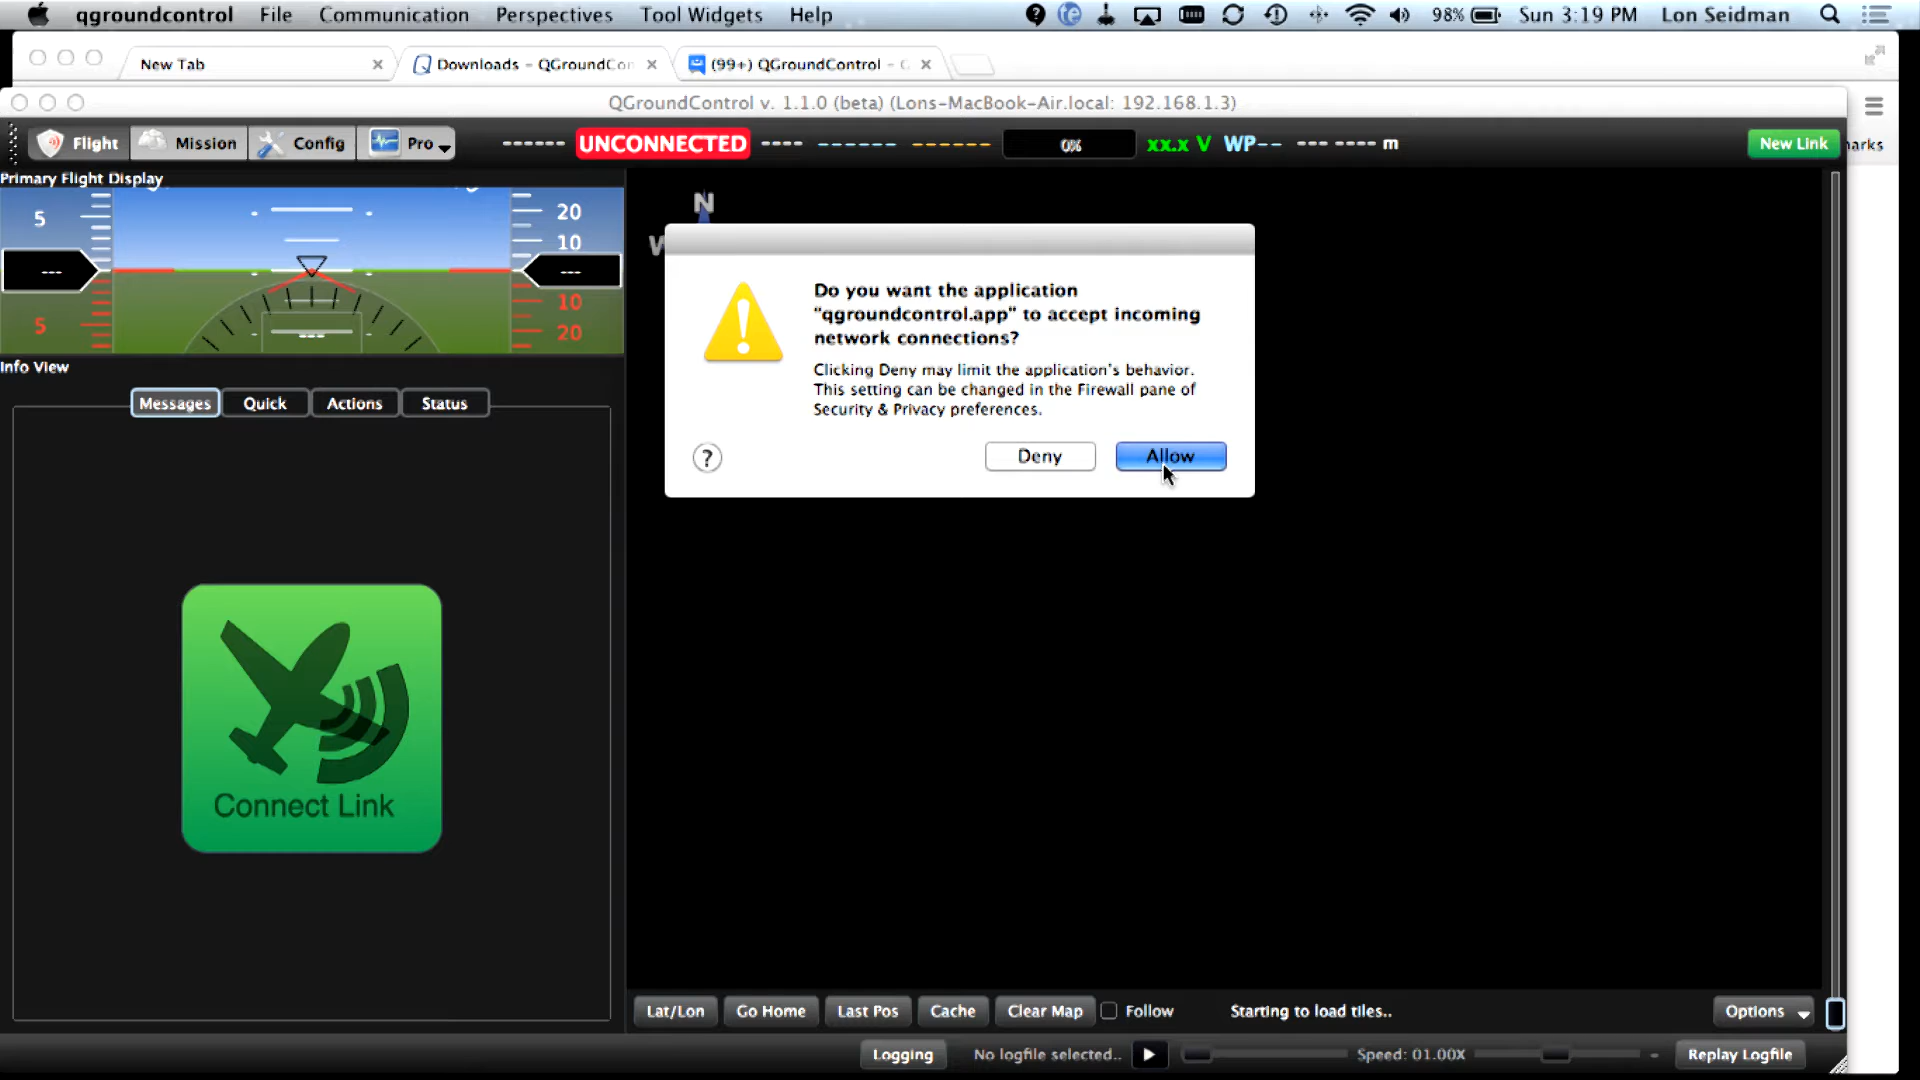 qgroundcontrol File Communication Perspectives Tool Widgets Help 98% Sun 3:19 PM Lon Seidman
New Tab Downloads - QGroundCon (99+) QGroundControl - G
QGroundControl v. 1.1.0 (beta) (Lons-MacBook-Air.local: 192.168.1.3)
Flight Mission Config Pro ------ UNCONNECTED ---- ------ ------ 0% xx.x V WP-- --- ---- m New Link arks
Primary Flight Display
5 20
10
--- ---
10
5 20
---
N
W
Do you want the application
"qgroundcontrol.app" to accept incoming
network connections?
Clicking Deny may limit the application's behavior.
This setting can be changed in the Firewall pane of
Security & Privacy preferences.
? Deny Allow
Info View
Messages Quick Actions Status
Connect Link
Lat/Lon Go Home Last Pos Cache Clear Map Follow Starting to load tiles.. Options
Logging No logfile selected.. Speed: 01.00X - Replay Logfile